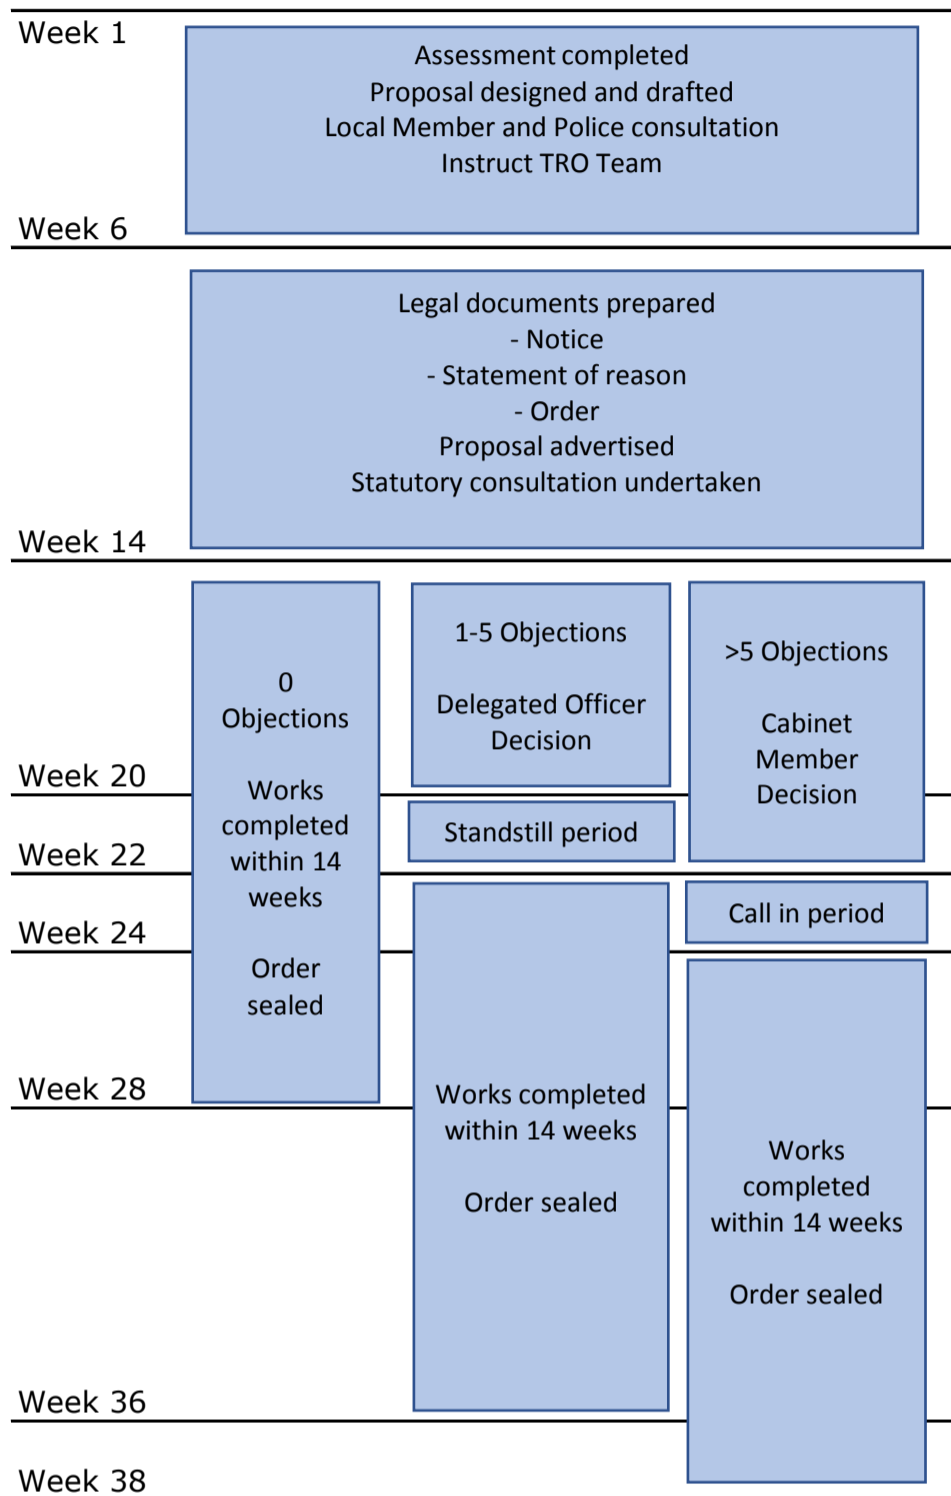 Week 1
Assessment completed
Proposal designed and drafted
Local Member and Police consultation
Instruct TRO Team
Week 6
Legal documents prepared
- Notice
- Statement of reason
- Order
Proposal advertised
Statutory consultation undertaken
Week 14
0
Objections
Works
completed
within 14
weeks
Order
sealed
1-5 Objections
Delegated Officer
Decision
>5 Objections
Cabinet
Member
Decision
Week 20
Standstill period
Week 22
Call in period
Week 24
Week 28
Works completed
within 14 weeks
Order sealed
Works
completed
within 14 weeks
Order sealed
Week 36
Week 38